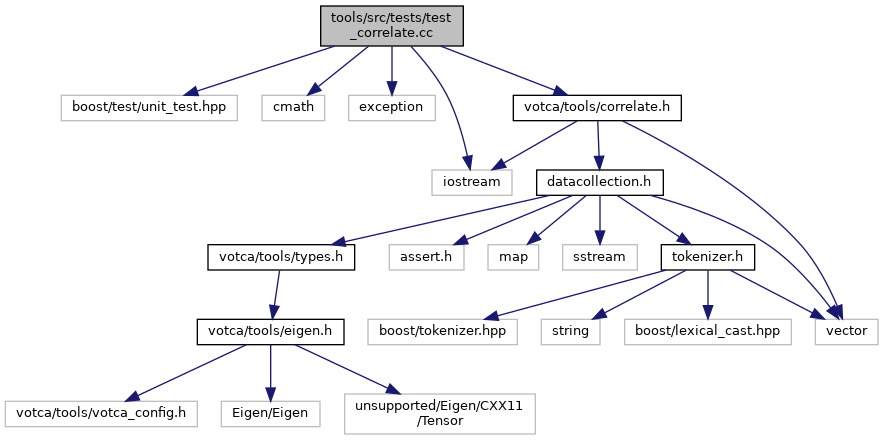 tools/src/tests/test
_correlate.cc
boost/test/unit_test.hpp
cmath
exception
votca/tools/correlate.h
iostream
datacollection.h
votca/tools/types.h
assert.h
map
sstream
tokenizer.h
votca/tools/eigen.h
boost/tokenizer.hpp
string
boost/lexical_cast.hpp
vector
votca/tools/votca_config.h
Eigen/Eigen
unsupported/Eigen/CXX11
/Tensor